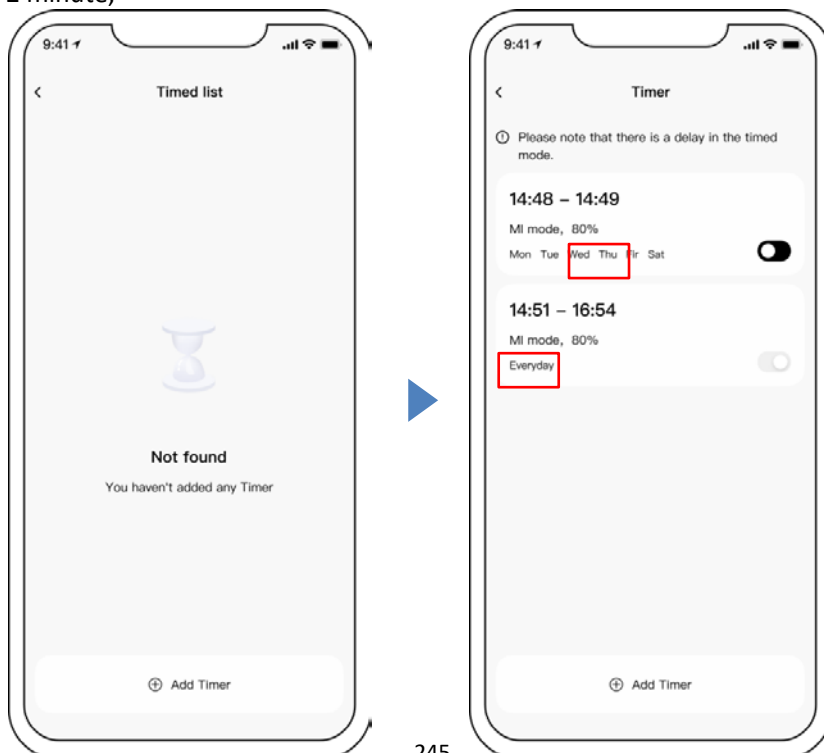 minute,
9:41
Timed list
Not found
You haven't added any Timer
Add Timer
9:41
Timer
Please note that there is a delay in the timed
mode.
14:48 – 14:49
MI mode, 80%
Mon Tue Wed Thu Fir Sat
14:51 – 16:54
MI mode, 80%
Everyday
Add Timer
245